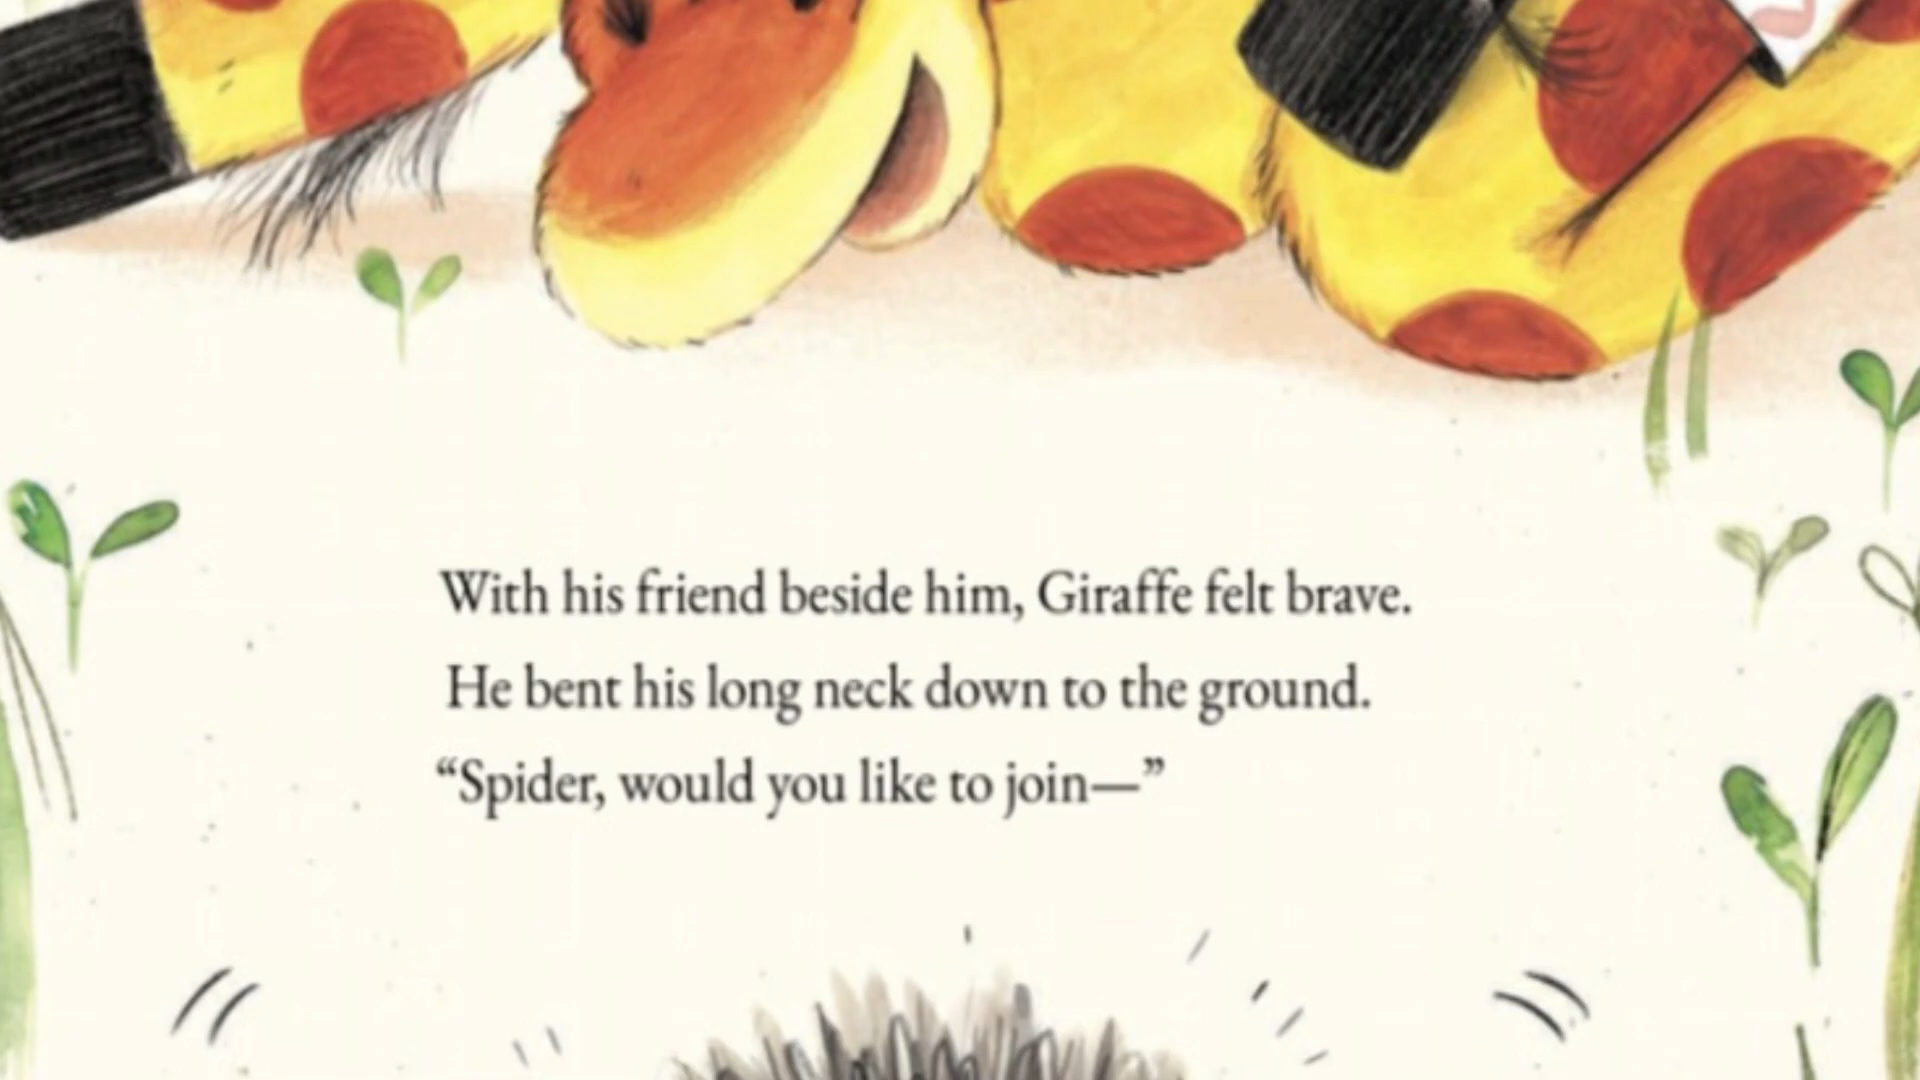 With his friend beside him, Giraffe felt brave.
He bent his long neck down to the ground.
“Spider, would you like to join—”